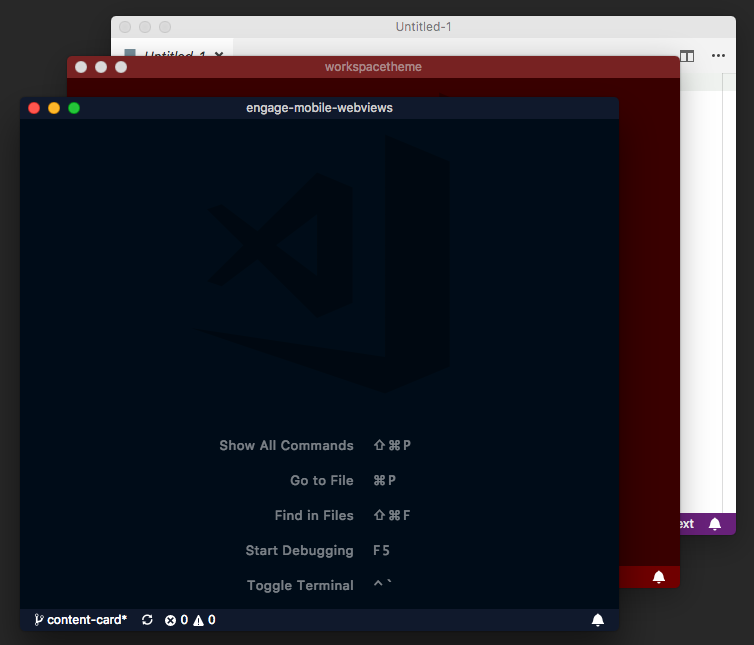 Untitled-1
Untitled-1
workspacetheme
engage-mobile-webviews
Show All Commands ⇧⌘P
Go to File ⌘P
Find in Files ⇧⌘F
Start Debugging F5
Toggle Terminal ^`
ext
content-card* 0 0